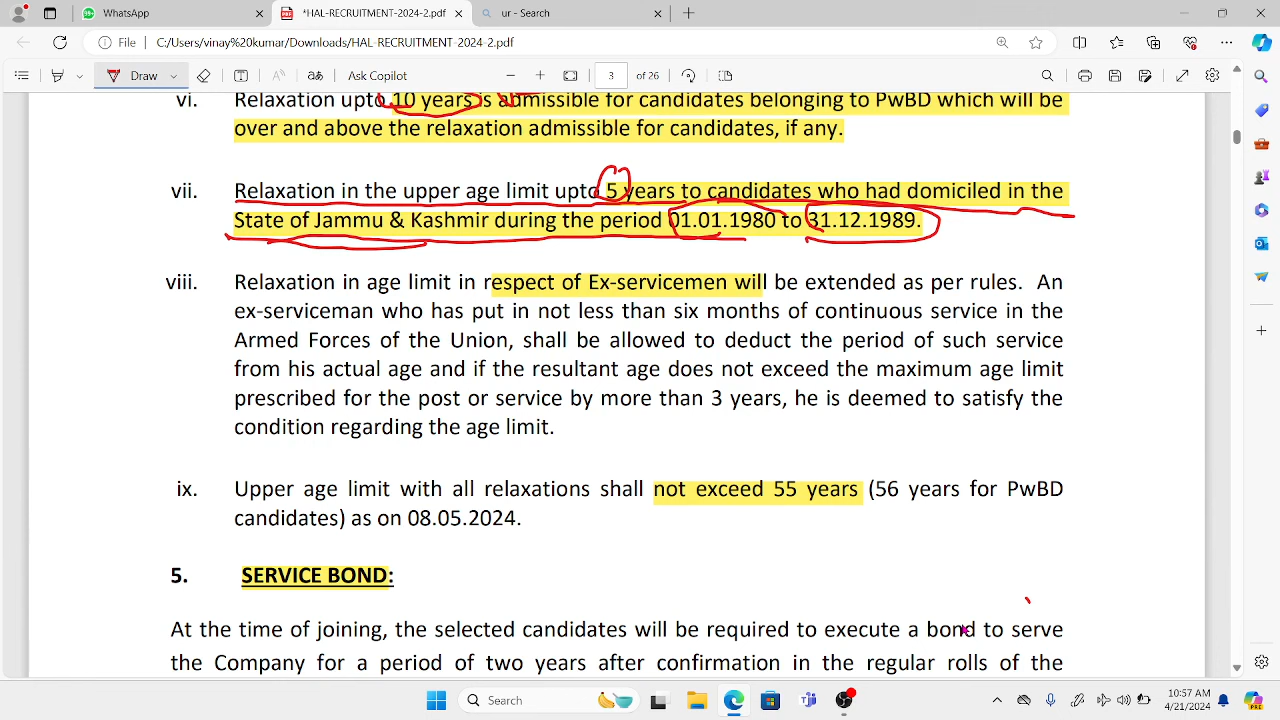 WhatsApp
*HAL-RECRUITMENT-2024-2.pdf
ur - Search
File
C:/Users/vinay%20kumar/Downloads/HAL-RECRUITMENT-2024-2.pdf
Draw
Ask Copilot
3
of 26
vi. Relaxation upto 10 years is admissible for candidates belonging to PwBD which will be
over and above the relaxation admissible for candidates, if any.
vii. Relaxation in the upper age limit upto 5 years to candidates who had domiciled in the
State of Jammu & Kashmir during the period 01.01.1980 to 31.12.1989.
viii. Relaxation in age limit in respect of Ex-servicemen will be extended as per rules. An
ex-serviceman who has put in not less than six months of continuous service in the
Armed Forces of the Union, shall be allowed to deduct the period of such service
from his actual age and if the resultant age does not exceed the maximum age limit
prescribed for the post or service by more than 3 years, he is deemed to satisfy the
condition regarding the age limit.
ix. Upper age limit with all relaxations shall not exceed 55 years (56 years for PwBD
candidates) as on 08.05.2024.
5. SERVICE BOND:
At the time of joining, the selected candidates will be required to execute a bond to serve
the Company for a period of two years after confirmation in the regular rolls of the
Search
10:57 AM
4/21/2024